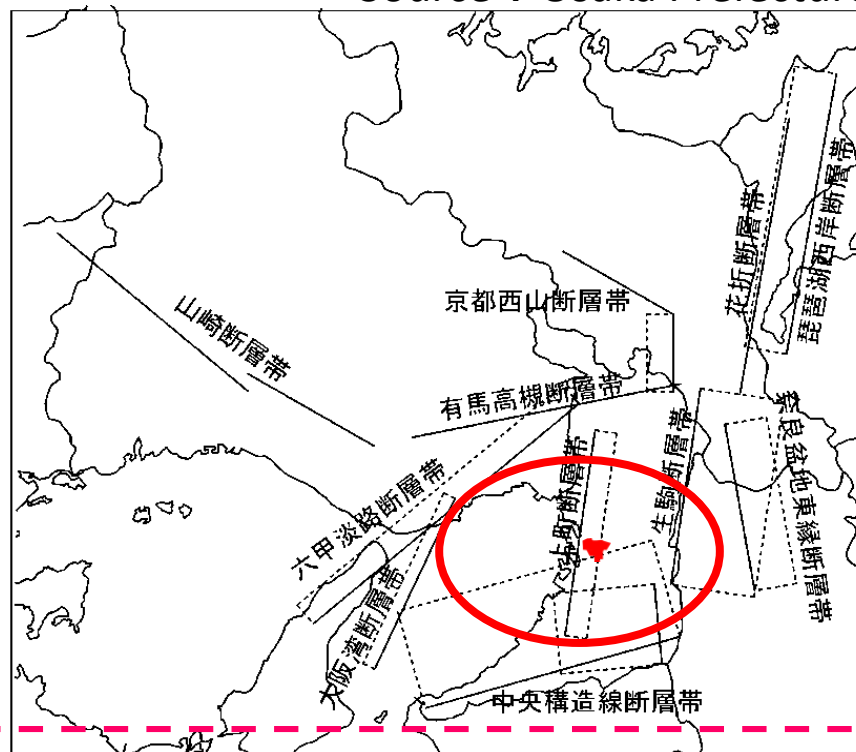 花折断層帯
琵琶湖西岸断層帯
京都西山断層帯
山崎断層帯
有馬高槻断層帯
奈良盆地東縁断層帯
生駒断層帯
上町断層帯
六甲淡路断層帯
大阪湾断層帯
中央構造線断層帯